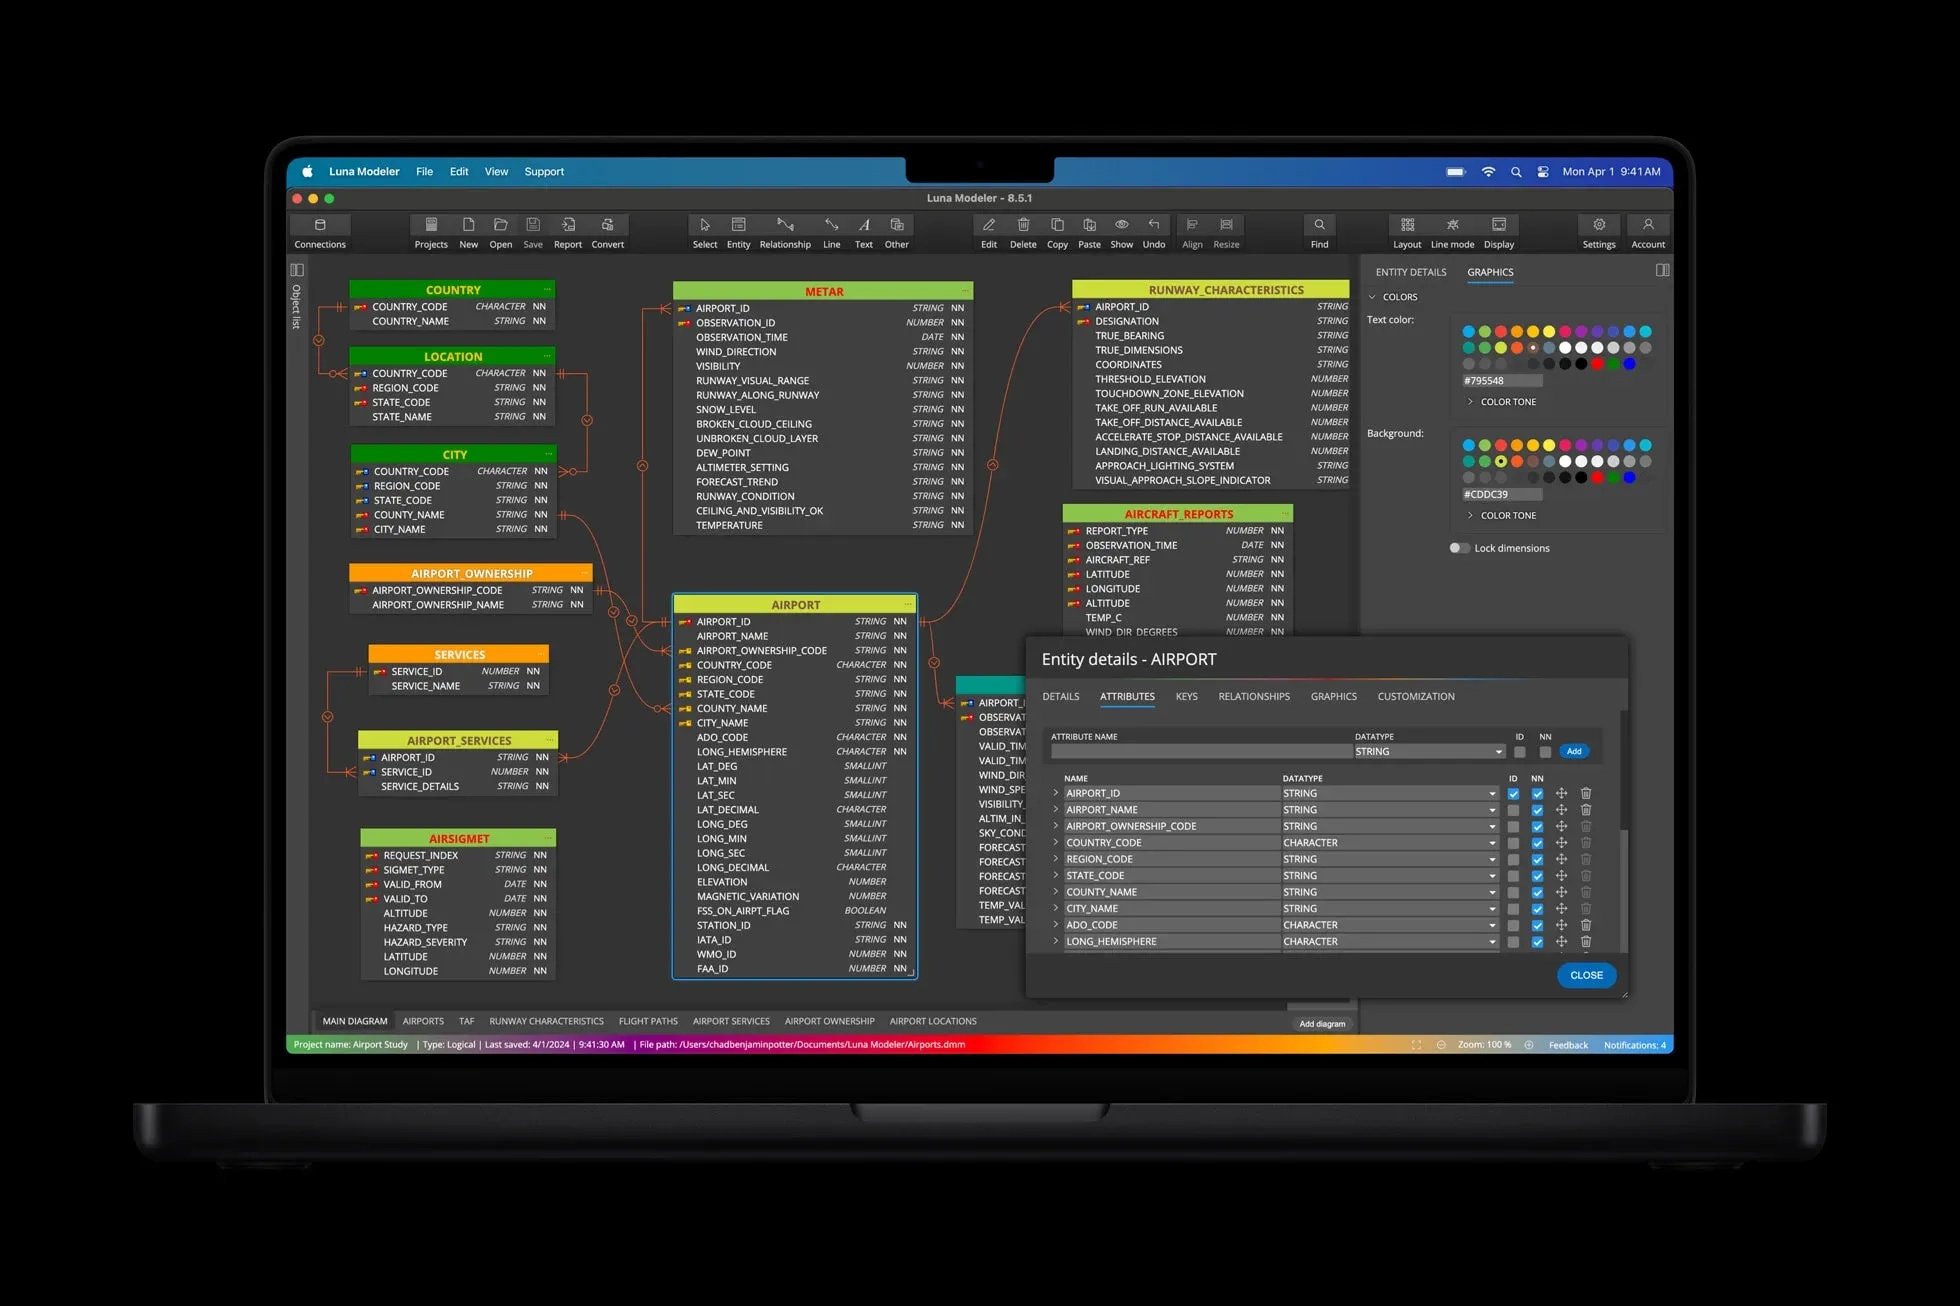 Luna Modeler File Edit View Support
Mon Apr 1 9:41AM
Luna Modeler - 8.5.1
Connections Projects New Open Save Report Convert Select Entity Relationship Line Text Other Edit Delete Copy Paste Show Undo Align Resize Find Layout Line mode Display Settings Account
Object list
COUNTRY
COUNTRY_CODE CHARACTER NN
COUNTRY_NAME STRING NN
LOCATION
COUNTRY_CODE CHARACTER NN
REGION_CODE STRING NN
STATE_CODE STRING NN
STATE_NAME STRING NN
CITY
COUNTRY_CODE CHARACTER NN
REGION_CODE STRING NN
STATE_CODE STRING NN
COUNTY_NAME STRING NN
CITY_NAME STRING NN
AIRPORT_OWNERSHIP
AIRPORT_OWNERSHIP_CODE STRING NN
AIRPORT_OWNERSHIP_NAME STRING NN
SERVICES
SERVICE_ID NUMBER NN
SERVICE_NAME STRING NN
AIRPORT_SERVICES
AIRPORT_ID STRING NN
SERVICE_ID NUMBER NN
SERVICE_DETAILS STRING NN
AIRSIGMET
REQUEST_INDEX STRING NN
SIGMET_TYPE STRING NN
VALID_FROM DATE NN
VALID_TO DATE NN
ALTITUDE NUMBER NN
HAZARD_TYPE STRING NN
HAZARD_SEVERITY STRING NN
LATITUDE NUMBER NN
LONGITUDE NUMBER NN
METAR
AIRPORT_ID STRING NN
OBSERVATION_ID NUMBER NN
OBSERVATION_TIME DATE NN
WIND_DIRECTION STRING NN
VISIBILITY NUMBER NN
RUNWAY_VISUAL_RANGE STRING NN
RUNWAY_ALONG_RUNWAY STRING NN
SNOW_LEVEL STRING NN
BROKEN_CLOUD_CEILING STRING NN
UNBROKEN_CLOUD_LAYER STRING NN
DEW_POINT STRING NN
ALTIMETER_SETTING STRING NN
FORECAST_TREND STRING NN
RUNWAY_CONDITION STRING NN
CEILING_AND_VISIBILITY_OK STRING NN
TEMPERATURE STRING NN
AIRPORT
AIRPORT_ID STRING NN
AIRPORT_NAME STRING NN
AIRPORT_OWNERSHIP_CODE STRING NN
COUNTRY_CODE CHARACTER NN
REGION_CODE STRING NN
STATE_CODE STRING NN
COUNTY_NAME STRING NN
CITY_NAME STRING NN
ADO_CODE CHARACTER NN
LONG_HEMISPHERE CHARACTER NN
LAT_DEG SMALLINT
LAT_MIN SMALLINT
LAT_SEC SMALLINT
LAT_DECIMAL CHARACTER
LONG_DEG SMALLINT
LONG_MIN SMALLINT
LONG_SEC SMALLINT
LONG_DECIMAL CHARACTER
ELEVATION NUMBER
MAGNETIC_VARIATION NUMBER
FSS_ON_AIRPT_FLAG BOOLEAN
STATION_ID STRING NN
IATA_ID STRING NN
WMO_ID NUMBER NN
FAA_ID NUMBER NN
RUNWAY_CHARACTERISTICS
AIRPORT_ID STRING
DESIGNATION STRING
TRUE_BEARING STRING
TRUE_DIMENSIONS STRING
COORDINATES STRING
THRESHOLD_ELEVATION NUMBER
TOUCHDOWN_ZONE_ELEVATION NUMBER
TAKE_OFF_RUN_AVAILABLE NUMBER
TAKE_OFF_DISTANCE_AVAILABLE NUMBER
ACCELERATE_STOP_DISTANCE_AVAILABLE NUMBER
LANDING_DISTANCE_AVAILABLE NUMBER
APPROACH_LIGHTING_SYSTEM STRING
VISUAL_APPROACH_SLOPE_INDICATOR STRING
AIRCRAFT_REPORTS
REPORT_TYPE NUMBER NN
OBSERVATION_TIME DATE NN
AIRCRAFT_REF STRING NN
LATITUDE NUMBER NN
LONGITUDE NUMBER NN
ALTITUDE NUMBER NN
TEMP_C NUMBER NN
WIND_DIR_DEGREES NUMBER NN
AIRPORT_I
OBSERVAT
OBSERVAT
VALID_TIM
VALID_TIM
WIND_DIR
WIND_SPE
VISIBILITY_
ALTIM_IN_
SKY_COND
FORECAST
FORECAST
FORECAST
FORECAST
TEMP_VAL
TEMP_VAL
ENTITY DETAILS GRAPHICS
COLORS
Text color:
#795548
COLOR TONE
Background:
#CDDC39
COLOR TONE
Lock dimensions
Entity details - AIRPORT
DETAILS ATTRIBUTES KEYS RELATIONSHIPS GRAPHICS CUSTOMIZATION
ATTRIBUTE NAME DATATYPE ID NN
STRING Add
NAME DATATYPE ID NN
AIRPORT_ID STRING
AIRPORT_NAME STRING
AIRPORT_OWNERSHIP_CODE STRING
COUNTRY_CODE CHARACTER
REGION_CODE STRING
STATE_CODE STRING
COUNTY_NAME STRING
CITY_NAME STRING
ADO_CODE CHARACTER
LONG_HEMISPHERE CHARACTER
CLOSE
MAIN DIAGRAM AIRPORTS TAF RUNWAY CHARACTERISTICS FLIGHT PATHS AIRPORT SERVICES AIRPORT OWNERSHIP AIRPORT LOCATIONS Add diagram
Project name: Airport Study | Type: Logical | Last saved: 4/1/2024 | 9:41:30 AM | File path: /Users/chadbenjaminpotter/Documents/Luna Modeler/Airports.dmm Zoom: 100 % Feedback Notifications: 4